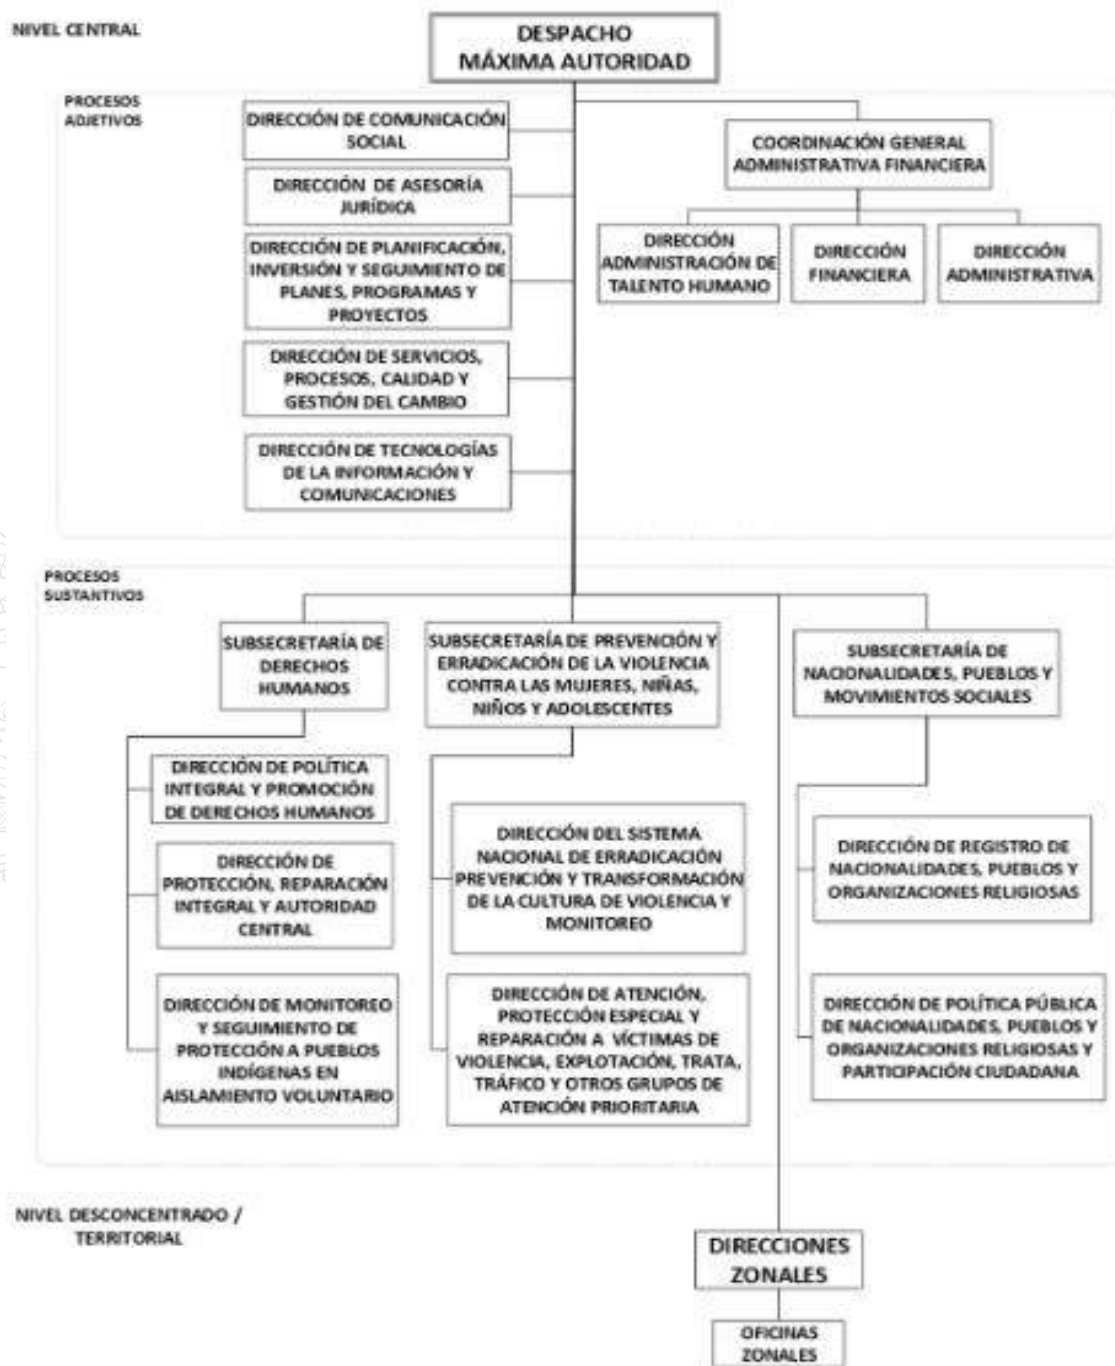 NIVEL CENTRAL
DESPACHO
MÁXIMA AUTORIDAD
PROCESOS
ADJETIVOS
DIRECCIÓN DE COMUNICACIÓN
SOCIAL
DIRECCIÓN DE ASESORÍA
JURÍDICA
DIRECCIÓN DE PLANIFICACIÓN,
INVERSIÓN Y SEGUIMIENTO DE
PLANES, PROGRAMAS Y
PROYECTOS
DIRECCIÓN DE SERVICIOS,
PROCESOS, CALIDAD Y
GESTIÓN DEL CAMBIO
DIRECCIÓN DE TECNOLOGÍAS
DE LA INFORMACIÓN Y
COMUNICACIONES
COORDINACIÓN GENERAL
ADMINISTRATIVA FINANCIERA
DIRECCIÓN
ADMINISTRACIÓN DE
TALENTO HUMANO
DIRECCIÓN
FINANCIERA
DIRECCIÓN
ADMINISTRATIVA
PROCESOS
SUSTANTIVOS
SUBSECRETARÍA DE
DERECHOS
HUMANOS
DIRECCIÓN DE POLÍTICA
INTEGRAL Y PROMOCIÓN
DE DERECHOS HUMANOS
DIRECCIÓN DE
PROTECCIÓN, REPARACIÓN
INTEGRAL Y AUTORIDAD
CENTRAL
DIRECCIÓN DE MONITOREO
Y SEGUIMIENTO DE
PROTECCIÓN A PUEBLOS
INDÍGENAS EN
AISLAMIENTO VOLUNTARIO
SUBSECRETARÍA DE PREVENCIÓN Y
ERRADICACIÓN DE LA VIOLENCIA
CONTRA LAS MUJERES, NIÑAS,
NIÑOS Y ADOLESCENTES
DIRECCIÓN DEL SISTEMA
NACIONAL DE ERRADICACIÓN
PREVENCIÓN Y TRANSFORMACIÓN
DE LA CULTURA DE VIOLENCIA Y
MONITOREO
DIRECCIÓN DE ATENCIÓN,
PROTECCIÓN ESPECIAL Y
REPARACIÓN A VÍCTIMAS DE
VIOLENCIA, EXPLOTACIÓN, TRATA,
TRÁFICO Y OTROS GRUPOS DE
ATENCIÓN PRIORITARIA
SUBSECRETARÍA DE
NACIONALIDADES, PUEBLOS Y
MOVIMIENTOS SOCIALES
DIRECCIÓN DE REGISTRO DE
NACIONALIDADES, PUEBLOS Y
ORGANIZACIONES RELIGIOSAS
DIRECCIÓN DE POLÍTICA PÚBLICA
DE NACIONALIDADES, PUEBLOS Y
ORGANIZACIONES RELIGIOSAS Y
PARTICIPACIÓN CIUDADANA
NIVEL DESCONCENTRADO /
TERRITORIAL
DIRECCIONES
ZONALES
OFICINAS
ZONALES